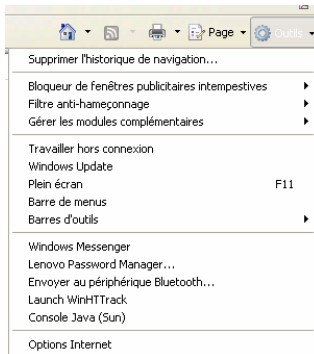 Page Outils
Supprimer l'historique de navigation...
Bloqueur de fenêtres publicitaires intempestives
Filtre anti-hameçonnage
Gérer les modules complémentaires
Travailler hors connexion
Windows Update
Plein écran F11
Barre de menus
Barres d'outils
Windows Messenger
Lenovo Password Manager...
Envoyer au périphérique Bluetooth...
Launch WinHTTrack
Console Java (Sun)
Options Internet